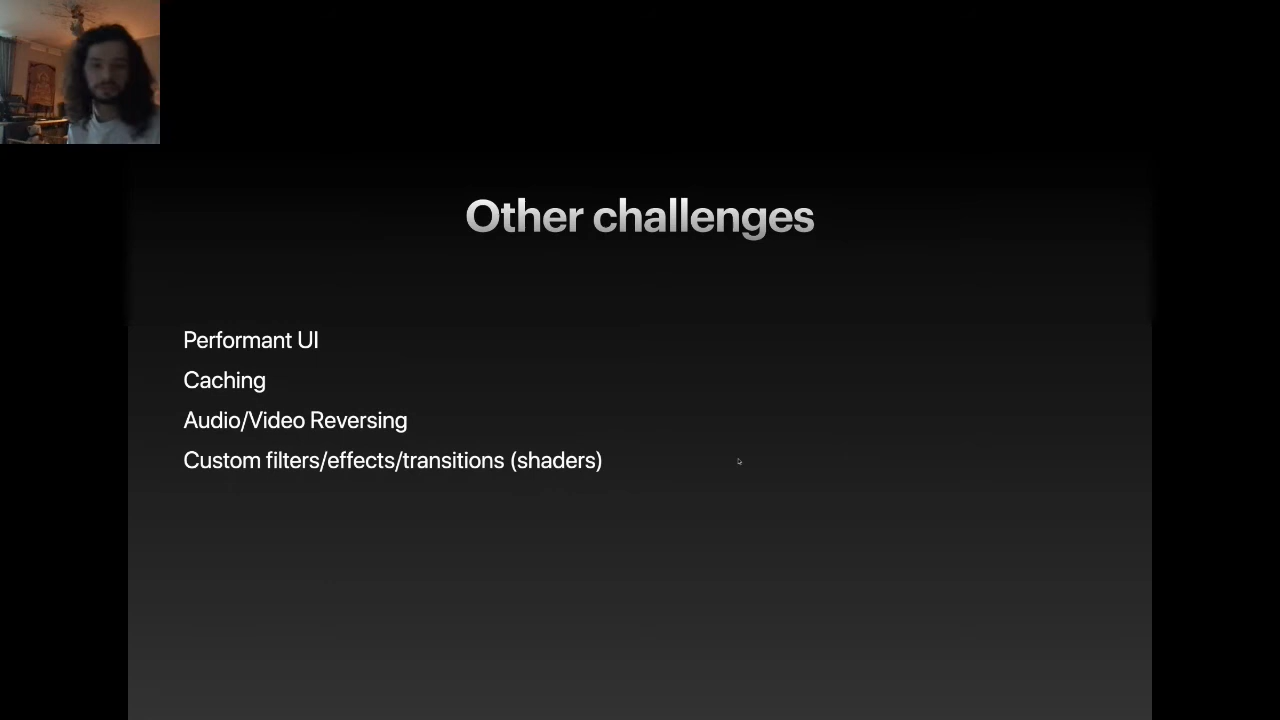 Other challenges
Performant UI
Caching
Audio/Video Reversing
Custom filters/effects/transitions (shaders)